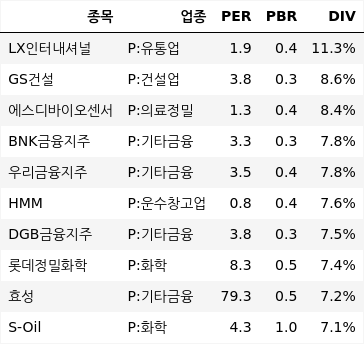 종목 업종 PER PBR DIV
LX인터내셔널 P:유통업 1.9 0.4 11.3%
GS건설 P:건설업 3.8 0.3 8.6%
에스디바이오센서 P:의료정밀 1.3 0.4 8.4%
BNK금융지주 P:기타금융 3.3 0.3 7.8%
우리금융지주 P:기타금융 3.5 0.4 7.8%
HMM P:운수창고업 0.8 0.4 7.6%
DGB금융지주 P:기타금융 3.8 0.3 7.5%
롯데정밀화학 P:화학 8.3 0.5 7.4%
효성 P:기타금융 79.3 0.5 7.2%
S-Oil P:화학 4.3 1.0 7.1%